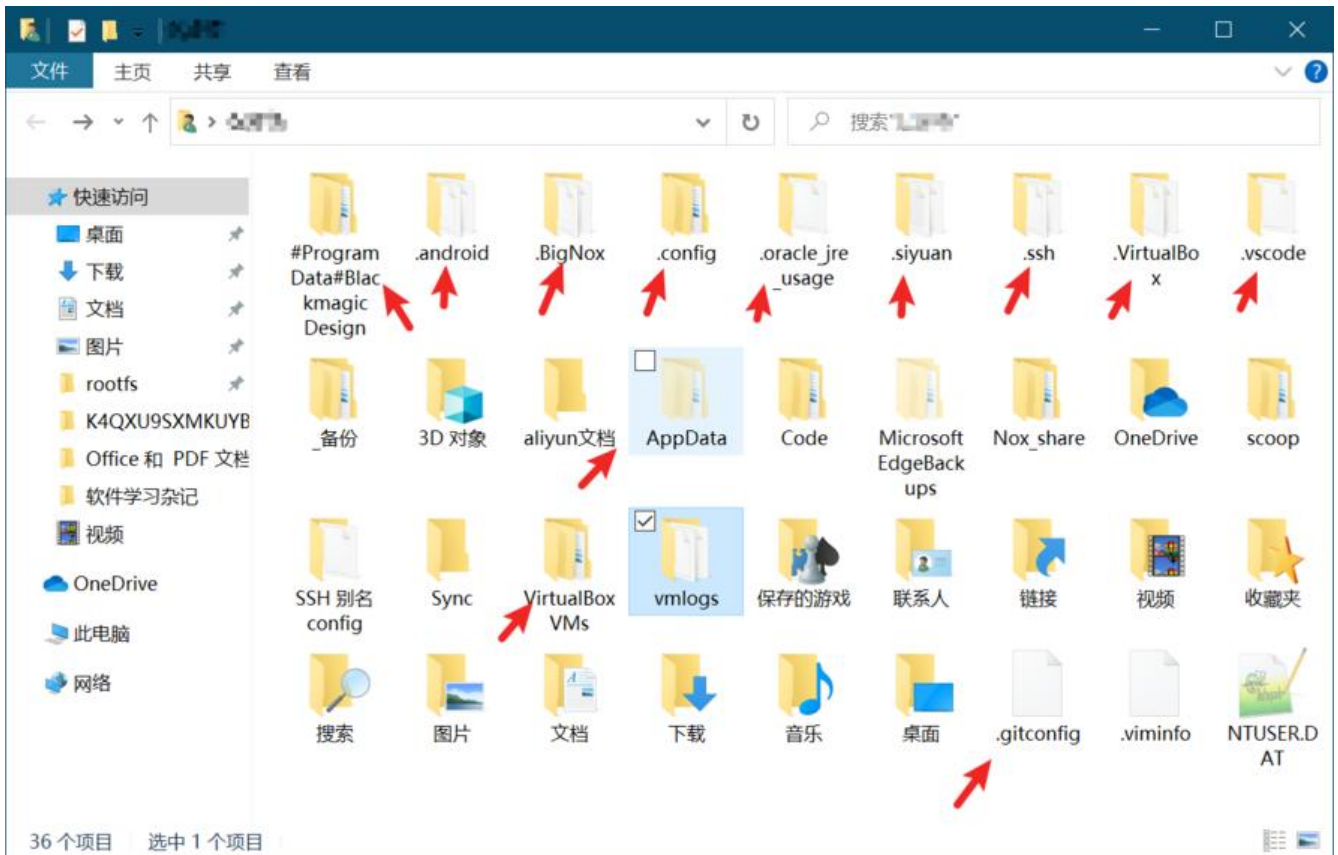 文件 主页 共享 查看
搜索"
快速访问
桌面
下载
文档
图片
rootfs
K4QXU9SXMKUYB
Office 和 PDF 文档
软件学习杂记
视频
OneDrive
此电脑
网络
#Program
Data#Blac
kmagic
Design
.android
.BigNox
.config
.oracle_jre
_usage
.siyuan
.ssh
.VirtualBo
x
.vscode
_备份
3D 对象
aliyun文档
AppData
Code
Microsoft
EdgeBack
ups
Nox_share
OneDrive
scoop
SSH 别名
config
Sync
VirtualBox
VMs
vmlogs
保存的游戏
联系人
链接
视频
收藏夹
搜索
图片
文档
下载
音乐
桌面
.gitconfig
.viminfo
NTUSER.D
AT
36 个项目 选中 1 个项目